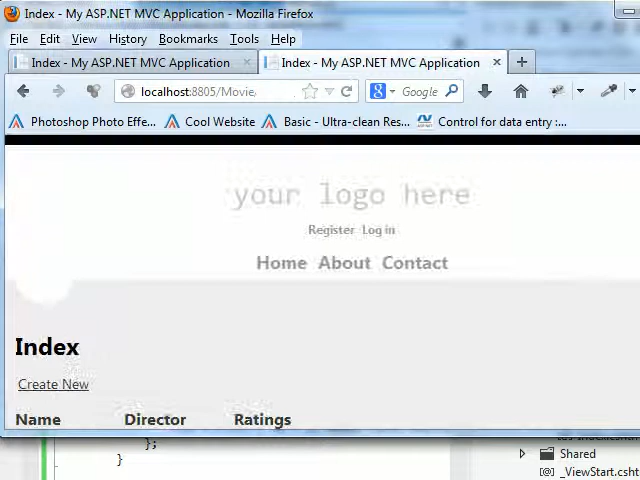 Index - My ASP.NET MVC Application - Mozilla Firefox
File Edit View History Bookmarks Tools Help
Index - My ASP.NET MVC Application × Index - My ASP.NET MVC Application × +
localhost:8805/Movie/ Google
Photoshop Photo Effe... Cool Website Basic - Ultra-clean Res... Control for data entry :...
your logo here
Register Log in
Home About Contact
Index
Create New
Name Director Ratings
};
}
Shared
_ViewStart.csht